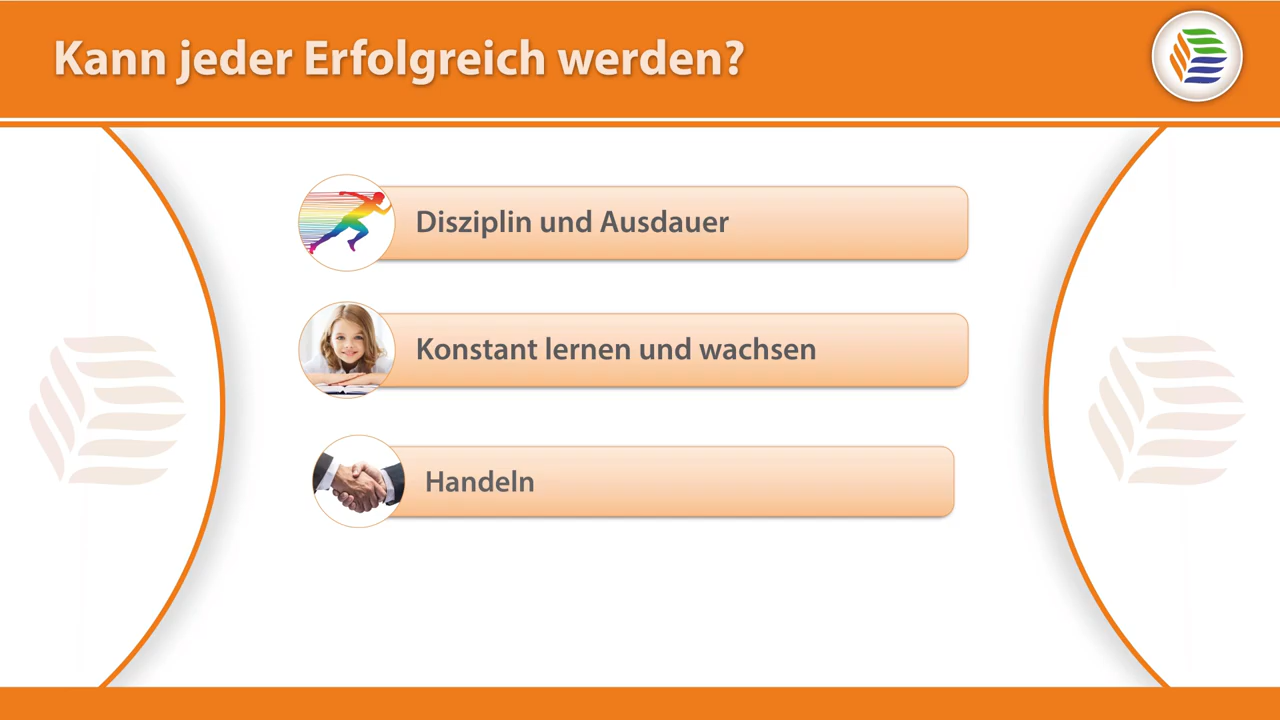 Kann jeder Erfolgreich werden?
Disziplin und Ausdauer
Konstant lernen und wachsen
Handeln